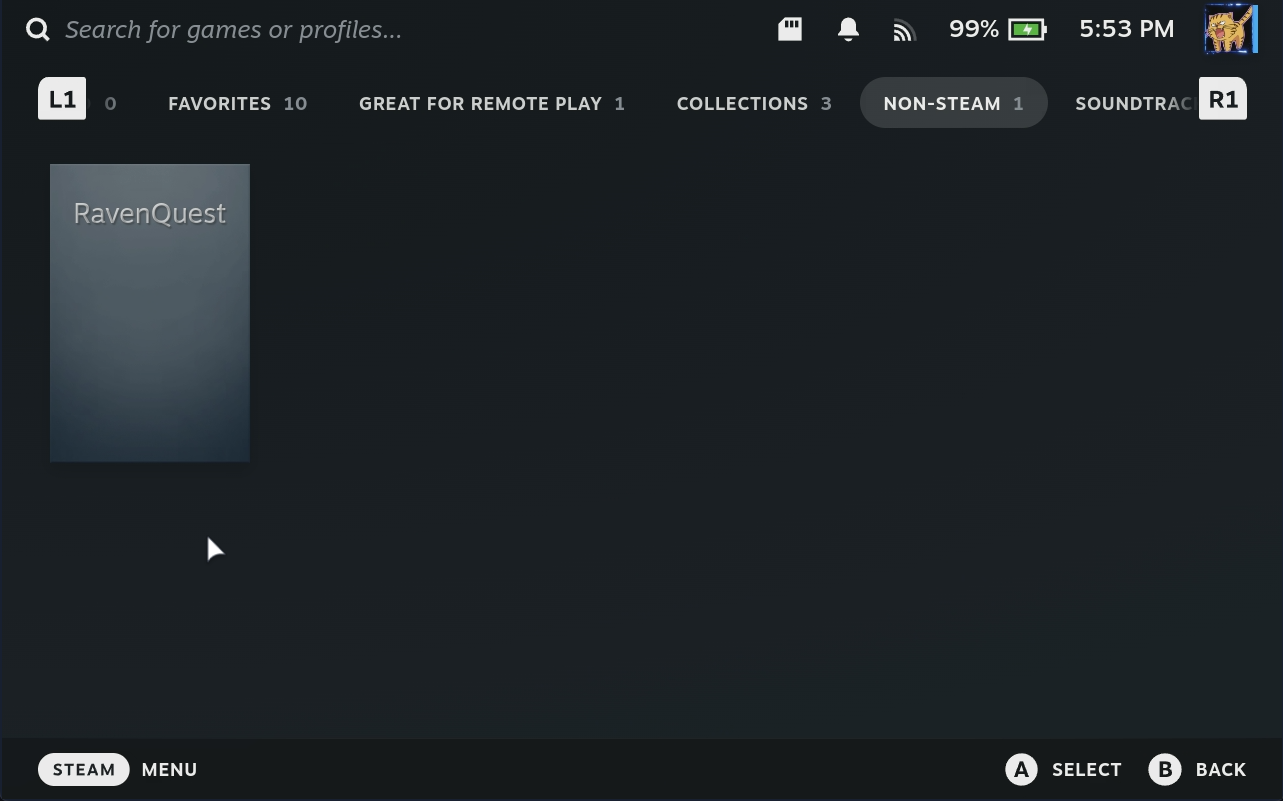 Search for games or profiles...
99%
5:53 PM
L1
0
FAVORITES 10
GREAT FOR REMOTE PLAY 1
COLLECTIONS 3
NON-STEAM 1
SOUNDTRAC
R1
RavenQuest
STEAM MENU
A SELECT
B BACK